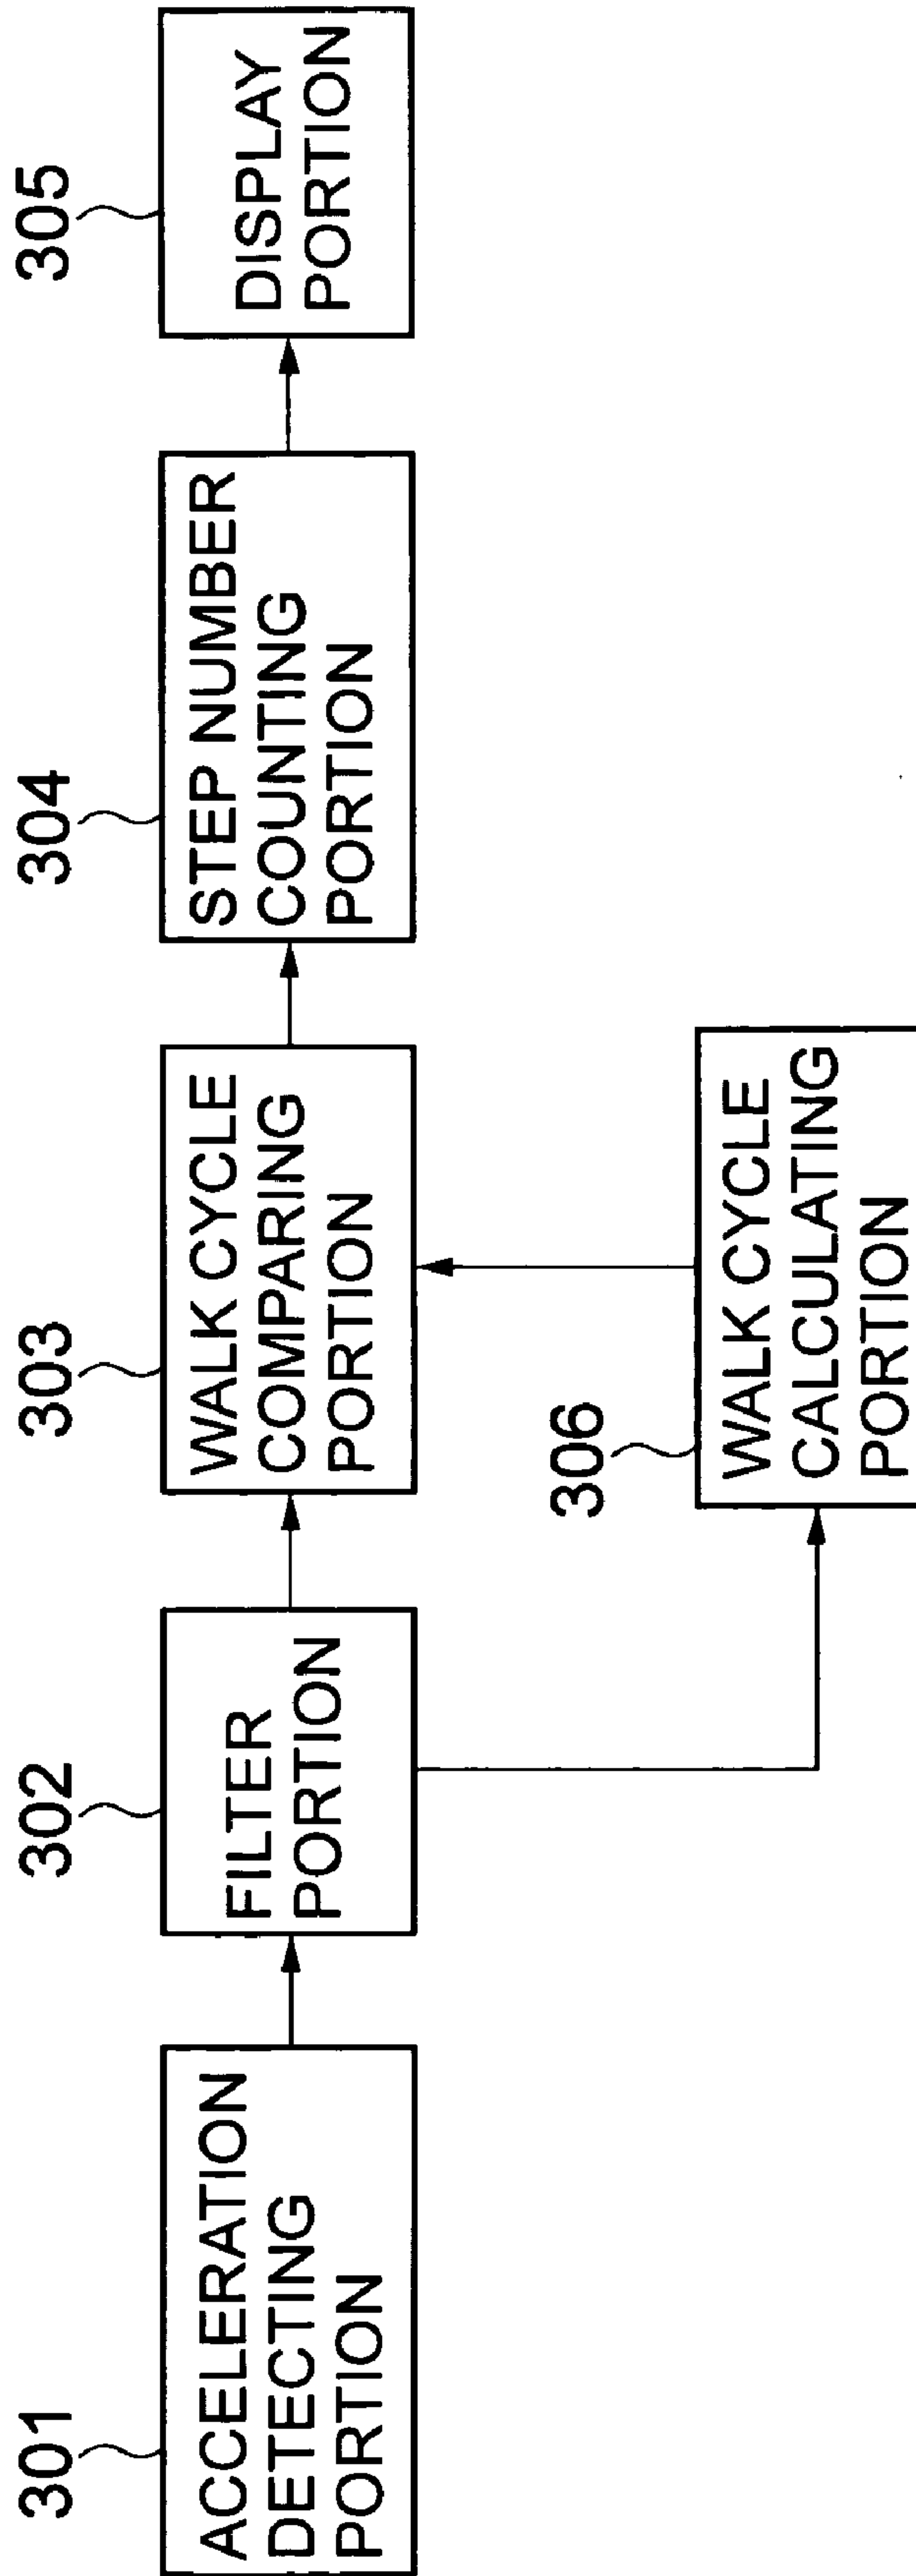 301
ACCELERATION
DETECTING
PORTION
302
FILTER
PORTION
303
WALK CYCLE
COMPARING
PORTION
304
STEP NUMBER
COUNTING
PORTION
305
DISPLAY
PORTION
306
WALK CYCLE
CALCULATING
PORTION